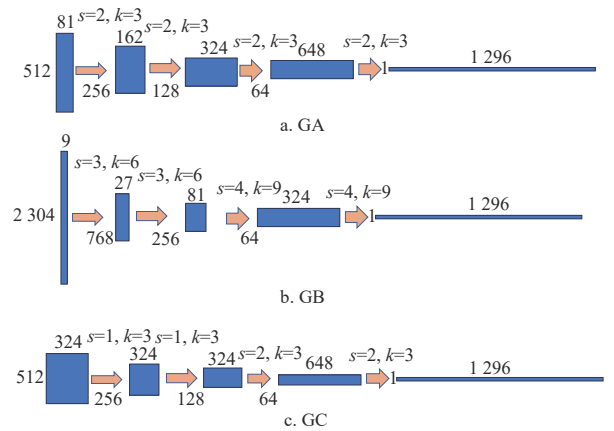 81 s=2, k=3 s=2, k=3 s=2, k=3 s=2, k=3
162 324 648 1 296
512 1
256 128 64
a. GA
9
s=3, k=6 s=3, k=6 s=4, k=9 s=4, k=9
27 81 324 1 296
2 304 1
768 256 64
b. GB
324 s=1, k=3 s=1, k=3 s=2, k=3 s=2, k=3
324 324 648 1 296
512 1
256 128 64
c. GC